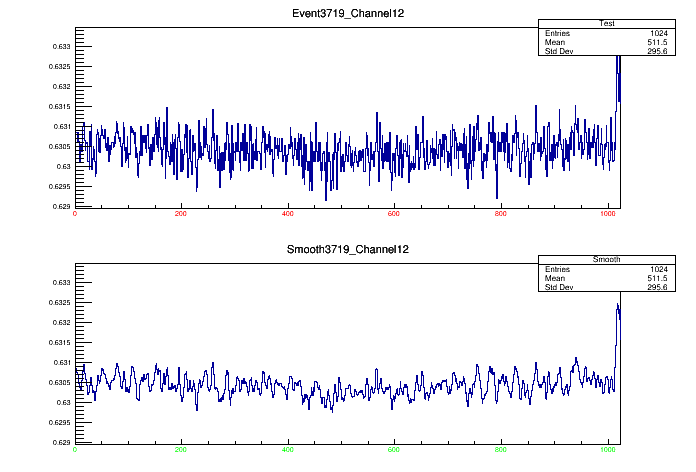 Event3719_Channel12
Test
Entries 1024
Mean 511.5
Std Dev 295.6
0.633
0.6325
0.632
0.6315
0.631
0.6305
0.63
0.6295
0.629
0 200 400 600 800 1000
Smooth3719_Channel12
Smooth
Entries 1024
Mean 511.5
Std Dev 295.6
0.633
0.6325
0.632
0.6315
0.631
0.6305
0.63
0.6295
0.629
0 200 400 600 800 1000